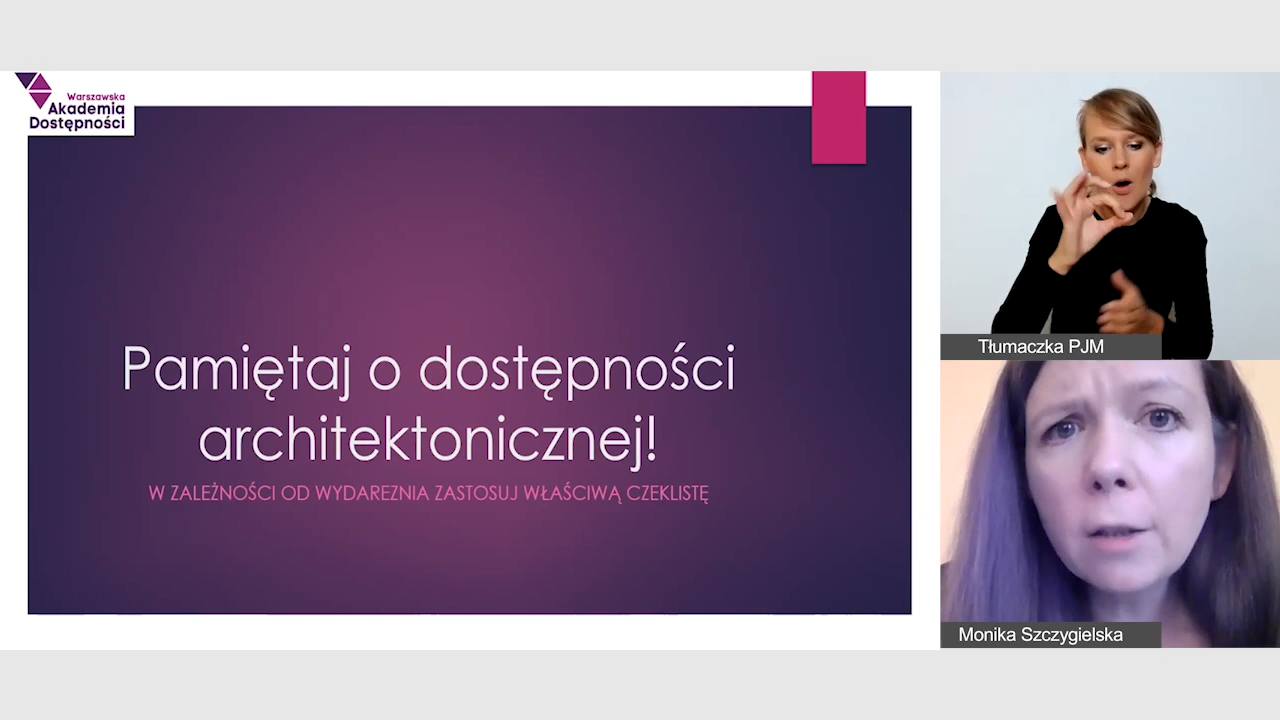 Warszawska
Akademia
Dostępności
Pamiętaj o dostępności
architektonicznej!
W ZALEŻNOŚCI OD WYDAREZNIA ZASTOSUJ WŁAŚCIWĄ CZEKLISTĘ
Tłumaczka PJM
Monika Szczygielska